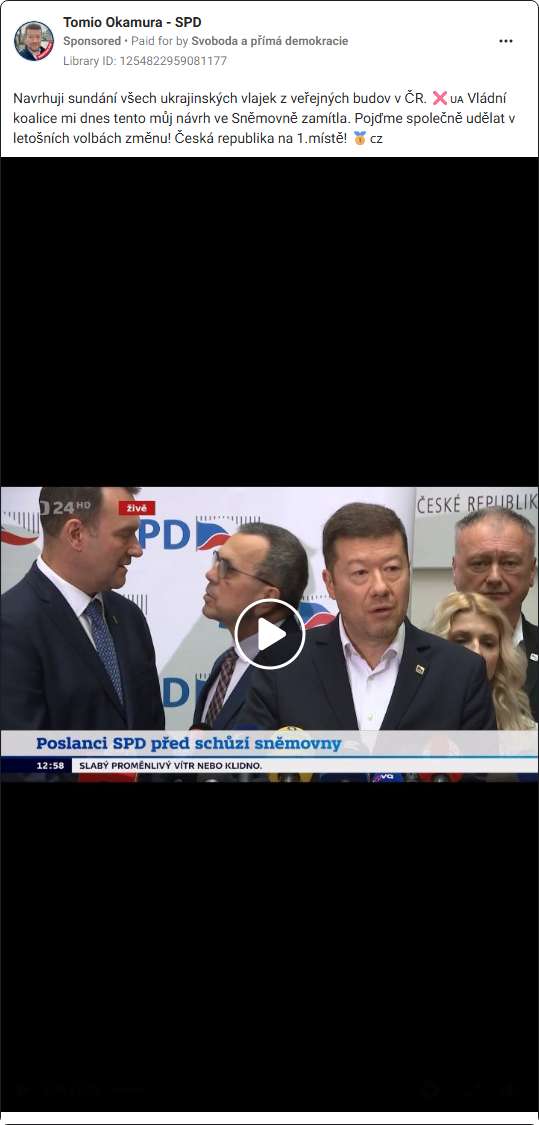 Tomio Okamura - SPD
Sponsored • Paid for by Svoboda a přímá demokracie
Library ID: 1254822959081177
Navrhuji sundání všech ukrajinských vlajek z veřejných budov v ČR. ❌ UA Vládní
koalice mi dnes tento můj návrh ve Sněmovně zamítla. Pojďme společně udělat v
letošních volbách změnu! Česká republika na 1.místě! 🥇 CZ
24 HD
živě
ČESKÉ REPUBLIK
PD
D
Poslanci SPD před schůzí sněmovny
12:58 SLABÝ PROMĚNLIVÝ VÍTR NEBO KLIDNO.